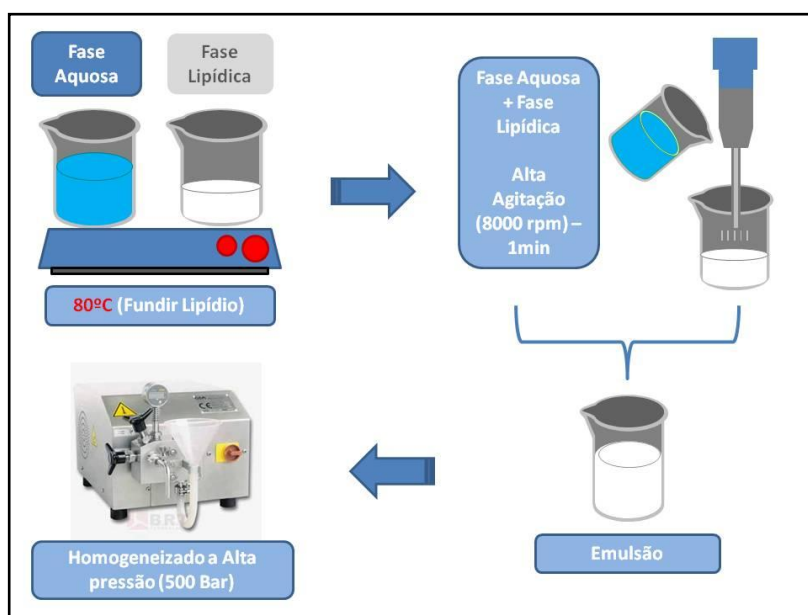 Fase
Aquosa
Fase
Lipídica
80ºC (Fundir Lipídio)
Fase Aquosa
+ Fase
Lipídica
Alta
Agitação
(8000 rpm) –
1min
Emulsão
Homogeneizado a Alta
pressão (500 Bar)